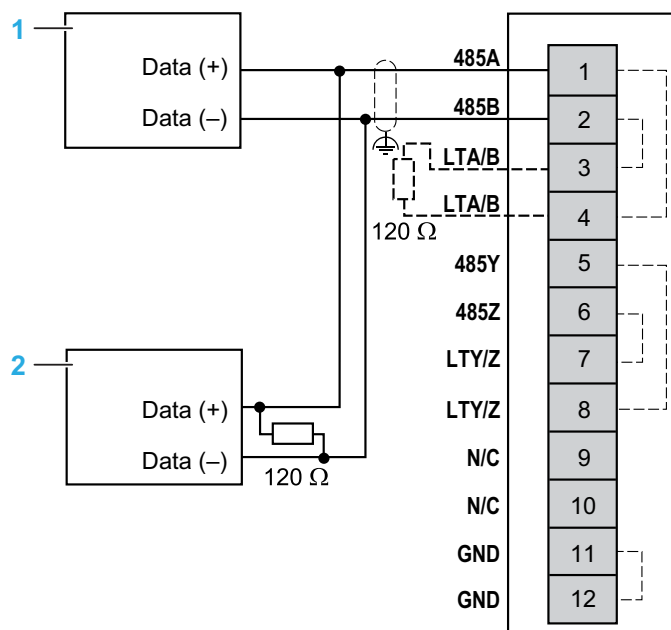 1
Data (+)
Data (–)
485A
1
485B
2
LTA/B
3
LTA/B
4
120 Ω
485Y
5
485Z
6
LTY/Z
7
2
Data (+)
LTY/Z
8
Data (–)
120 Ω
N/C
9
N/C
10
GND
11
GND
12